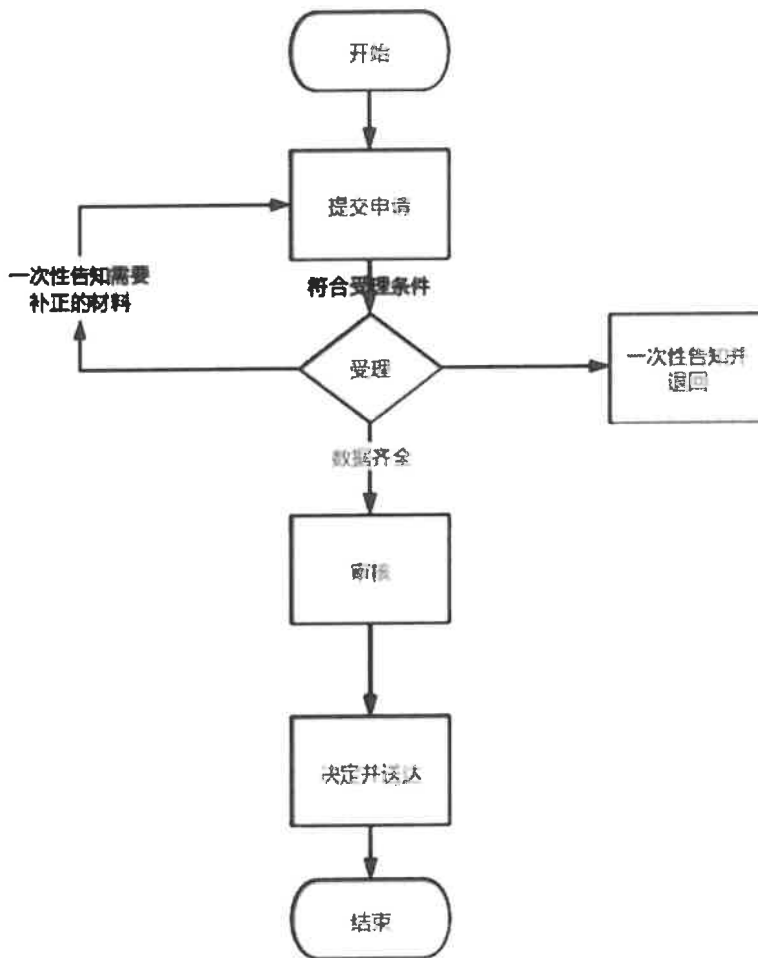 开始
提交申请
一次性告知需要
补正的材料
符合受理条件
受理
一次性告知并
退回
数据齐全
审核
决定并送达
结束